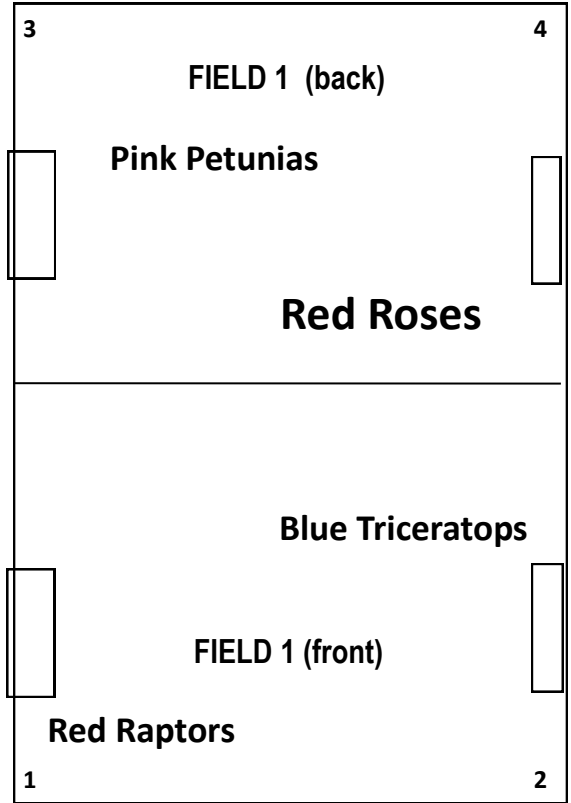 3
4
FIELD 1 (back)
Pink Petunias
Red Roses
Blue Triceratops
FIELD 1 (front)
Red Raptors
1
2